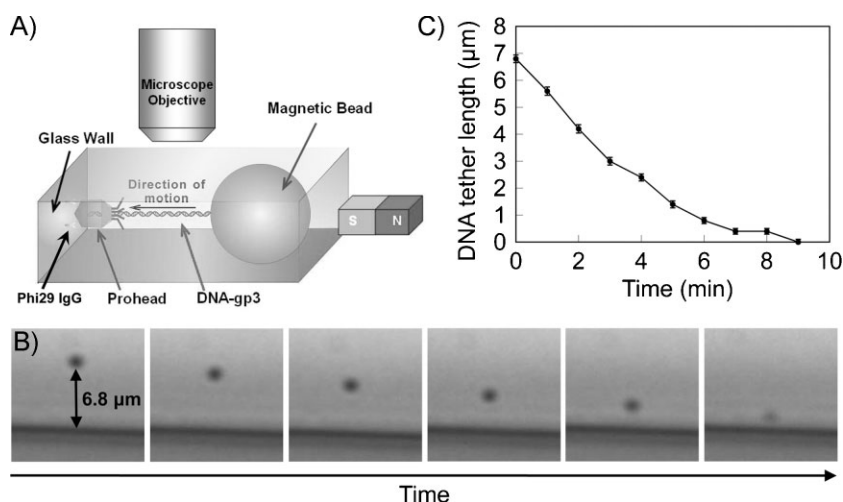 A)
Microscope
Objective
Magnetic Bead
Glass Wall
Direction of
motion
S N
Phi29 IgG
Prohead
DNA-gp3
C)
DNA tether length (µm)
8
7
6
5
4
3
2
1
0
0 2 4 6 8 10
Time (min)
B)
6.8 µm
Time